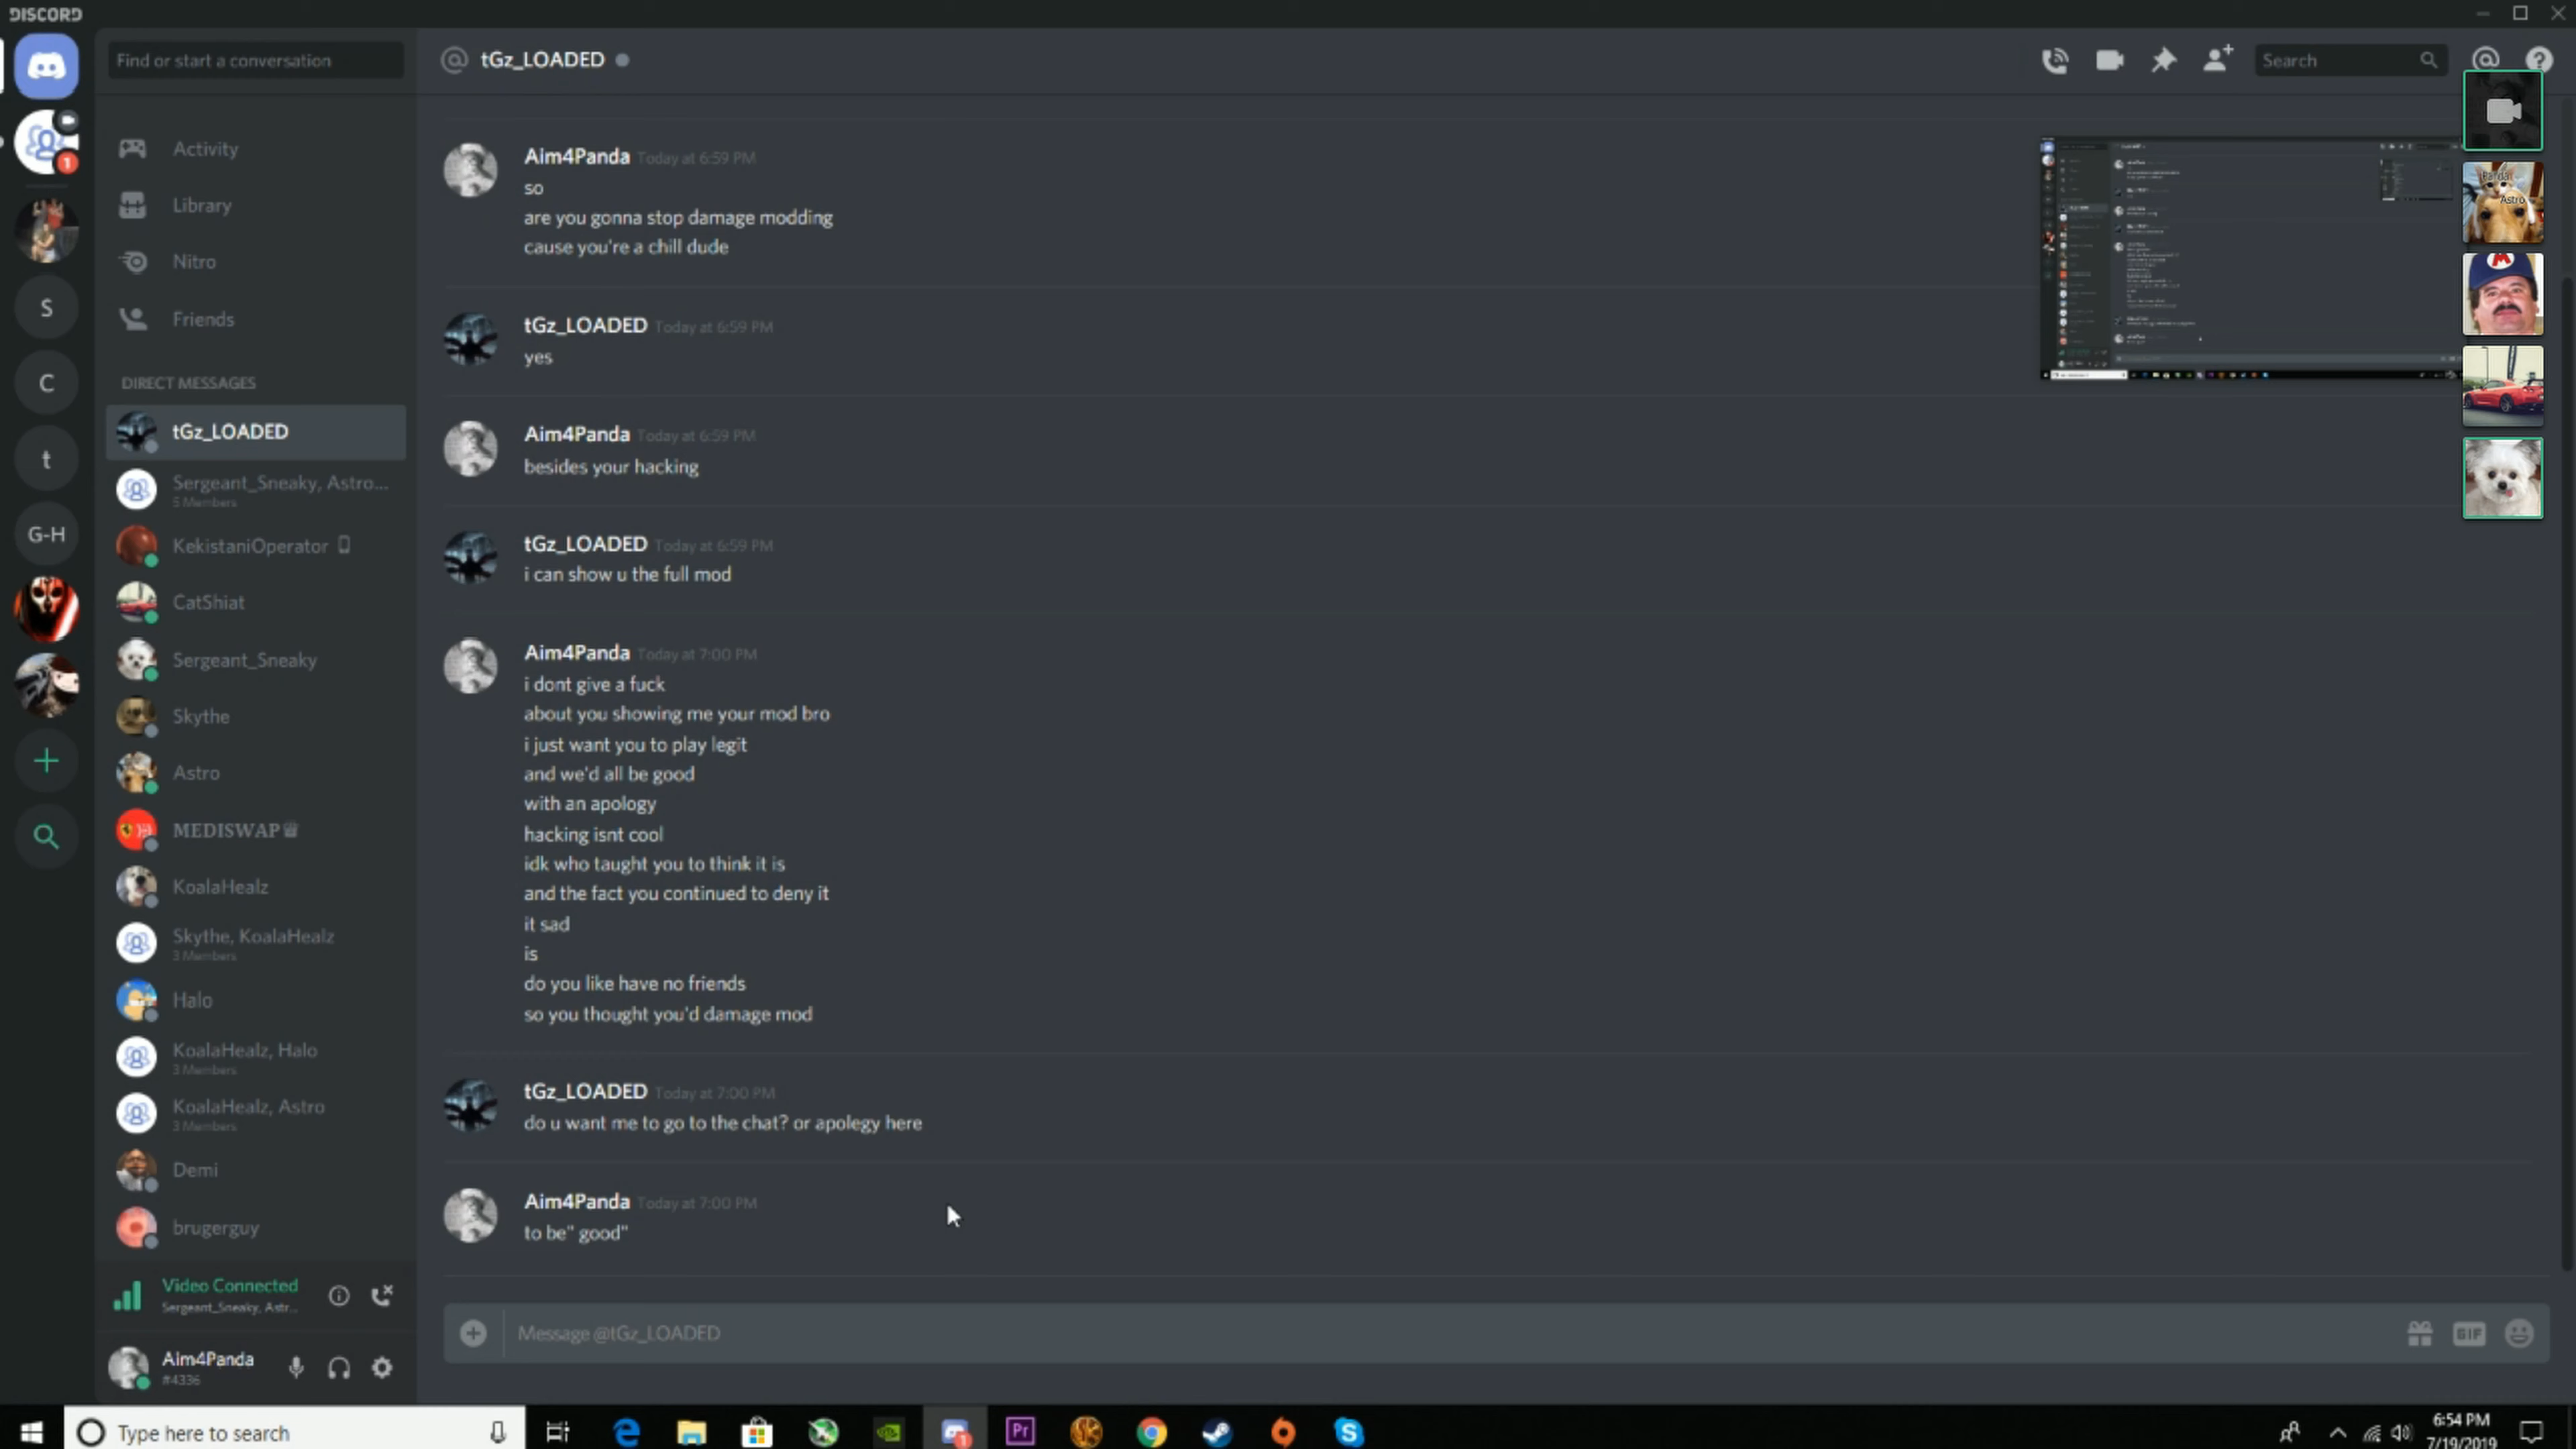 DISCORD
Find or start a conversation
Activity
Library
Nitro
Friends
DIRECT MESSAGES
tGz_LOADED
Sergeant_Sneaky, Astro...
5 Members
KekistaniOperator
CatShiat
Sergeant_Sneaky
Skythe
Astro
MEDISWAP♕
KoalaHealz
Skythe, KoalaHealz
3 Members
Halo
KoalaHealz, Halo
3 Members
KoalaHealz, Astro
3 Members
Demi
brugerguy
Video Connected
Sergeant_Sneaky, Astr...
Aim4Panda
#4336
1
S
C
t
G-H
@ tGz_LOADED
Search
Aim4Panda Today at 6:59 PM
so
are you gonna stop damage modding
cause you're a chill dude
tGz_LOADED Today at 6:59 PM
yes
Aim4Panda Today at 6:59 PM
besides your hacking
tGz_LOADED Today at 6:59 PM
i can show u the full mod
Aim4Panda Today at 7:00 PM
i dont give a fuck
about you showing me your mod bro
i just want you to play legit
and we'd all be good
with an apology
hacking isnt cool
idk who taught you to think it is
and the fact you continued to deny it
it sad
is
do you like have no friends
so you thought you'd damage mod
tGz_LOADED Today at 7:00 PM
do u want me to go to the chat? or apolegy here
Aim4Panda Today at 7:00 PM
to be" good"
Message @tGz_LOADED
GIF
Panda
Astro
M
Type here to search
1
Pr
6:54 PM
7/19/2019